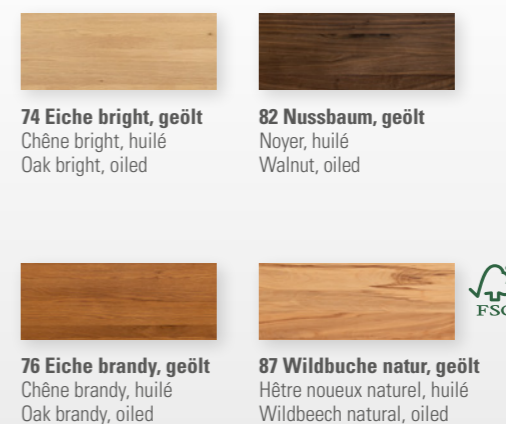 74 Eiche bright, geölt
Chêne bright, huilé
Oak bright, oiled
82 Nussbaum, geölt
Noyer, huilé
Walnut, oiled
76 Eiche brandy, geölt
Chêne brandy, huilé
Oak brandy, oiled
87 Wildbuche natur, geölt
Hêtre noueux naturel, huilé
Wildbeech natural, oiled